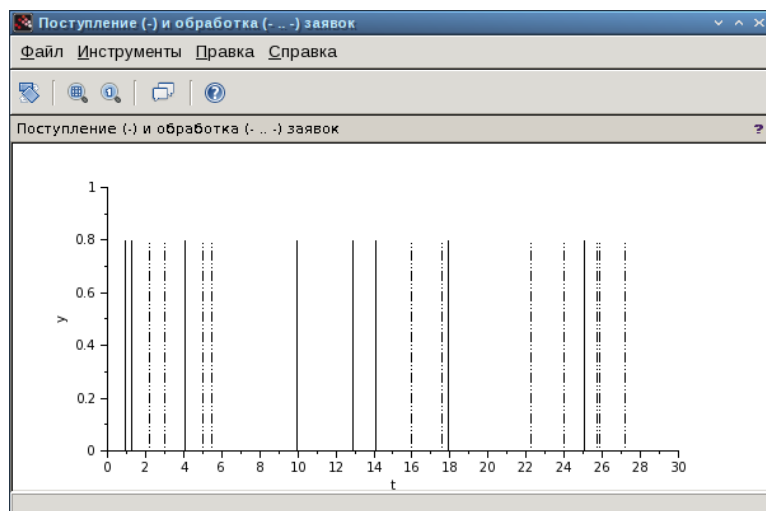 Поступление (-) и обработка (- .. -) заявок
Файл Инструменты Правка Справка
Поступление (-) и обработка (- .. -) заявок ?
1
0.8
0.6
y
0.4
0.2
0
0 2 4 6 8 10 12 14 16 18 20 22 24 26 28 30
t